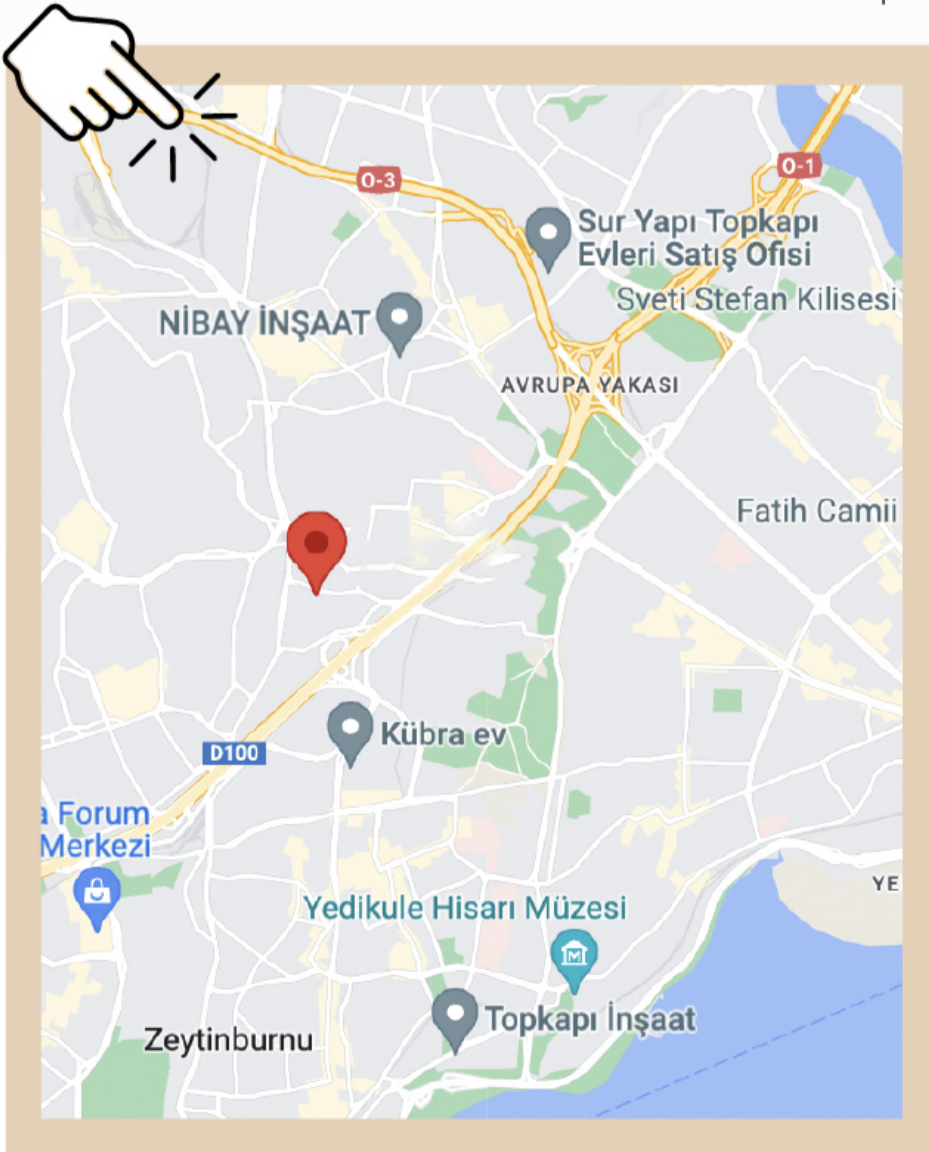 O-3
O-1
Sur Yapı Topkapı
Evleri Satış Ofisi
Sveti Stefan Kilisesi
NİBAY İNŞAAT
AVRUPA YAKASI
Fatih Camii
Kübra ev
D100
a Forum
Merkezi
YE
Yedikule Hisarı Müzesi
M
Topkapı İnşaat
Zeytinburnu